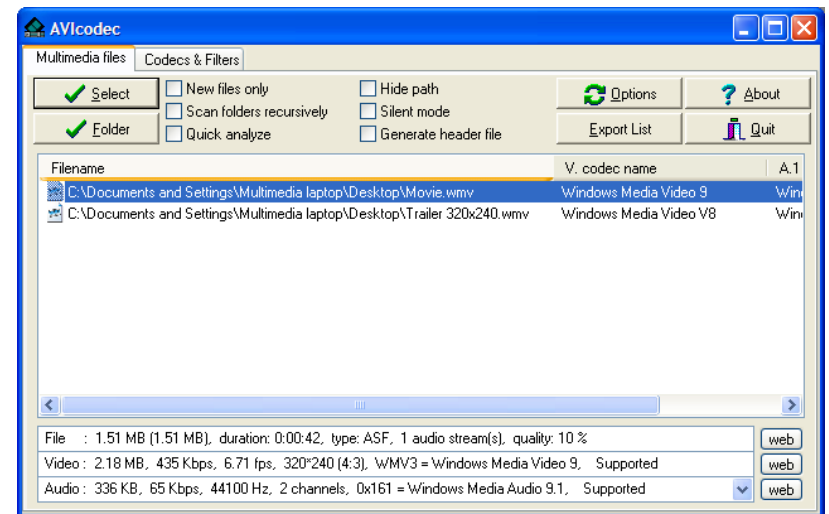 AVIcodec
Multimedia files Codecs & Filters
Select New files only Hide path Options About
Scan folders recursively Silent mode
Folder Quick analyze Generate header file Export List Quit
Filename V. codec name A.1
C:\Documents and Settings\Multimedia laptop\Desktop\Movie.wmv Windows Media Video 9 Win
C:\Documents and Settings\Multimedia laptop\Desktop\Trailer 320x240.wmv Windows Media Video V8 Win
File : 1.51 MB (1.51 MB), duration: 0:00:42, type: ASF, 1 audio stream(s), quality: 10 % web
Video : 2.18 MB, 435 Kbps, 6.71 fps, 320*240 (4:3), WMV3 = Windows Media Video 9, Supported web
Audio : 336 KB, 65 Kbps, 44100 Hz, 2 channels, 0x161 = Windows Media Audio 9.1, Supported web